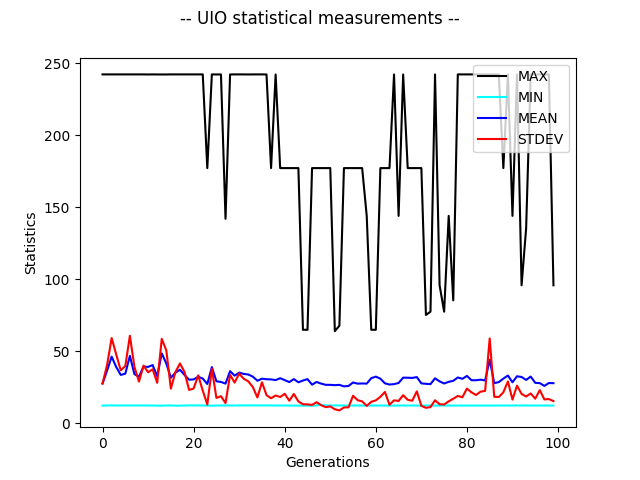 -- UIO statistical measurements --
250
200
150
100
50
0
Statistics
MAX
MIN
MEAN
STDEV
0 20 40 60 80 100
Generations